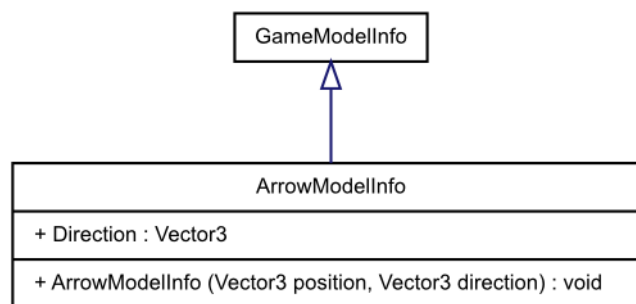 GameModelInfo
ArrowModelInfo
+ Direction : Vector3
+ ArrowModelInfo (Vector3 position, Vector3 direction) : void